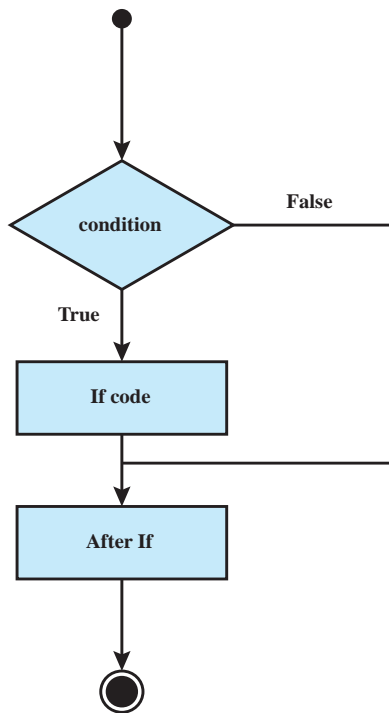 condition
False
True
If code
After If